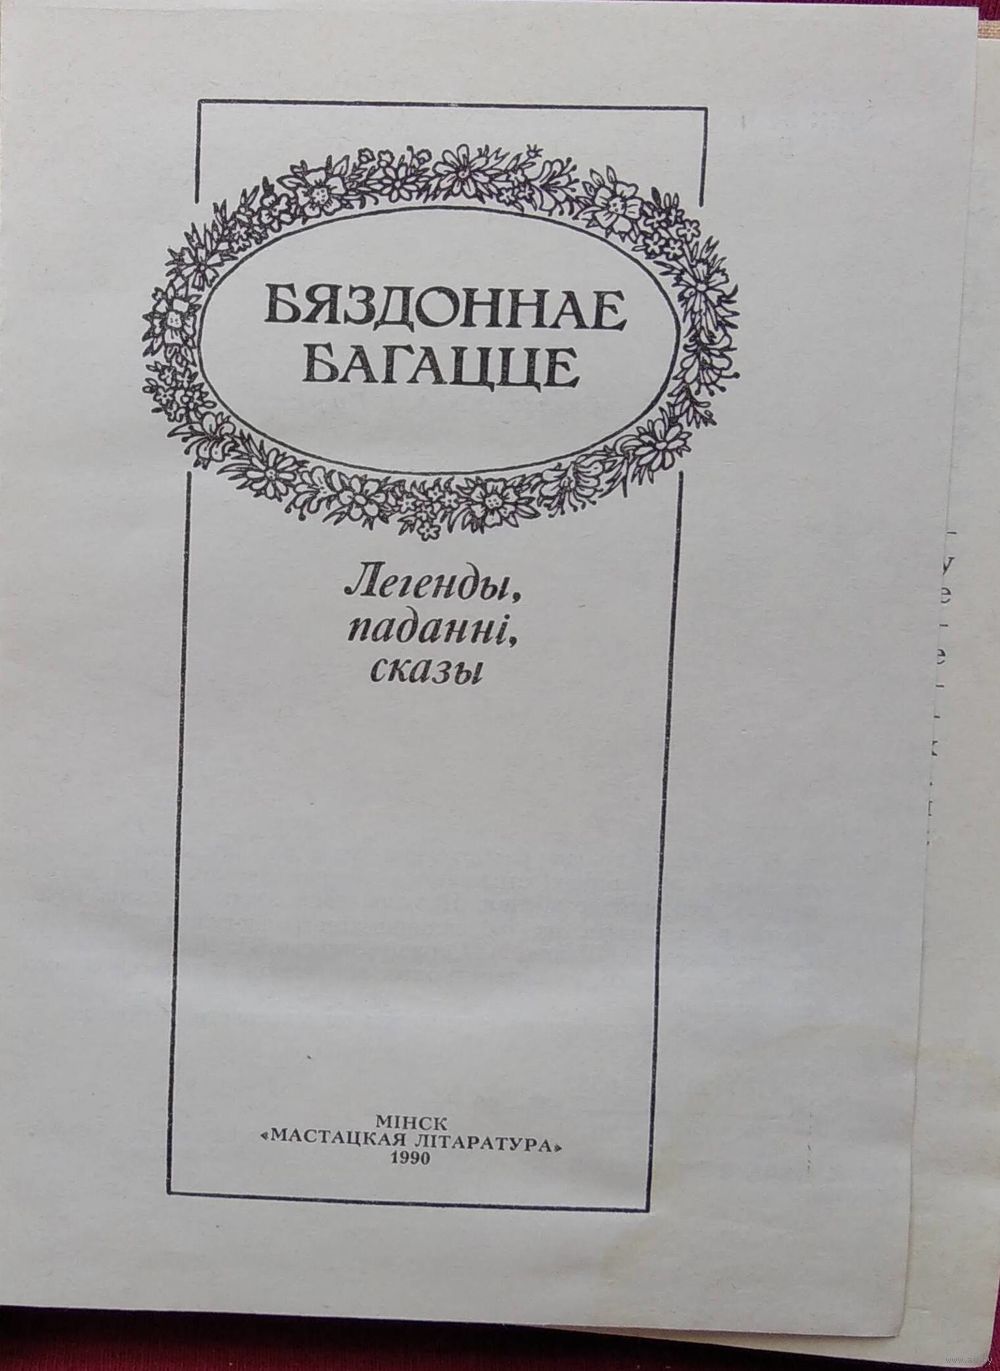 БЯЗДОННАЕ
БАГАЦЦЕ
Легенды,
паданні,
сказы
МІНСК
«МАСТАЦКАЯ ЛІТАРАТУРА»
1990